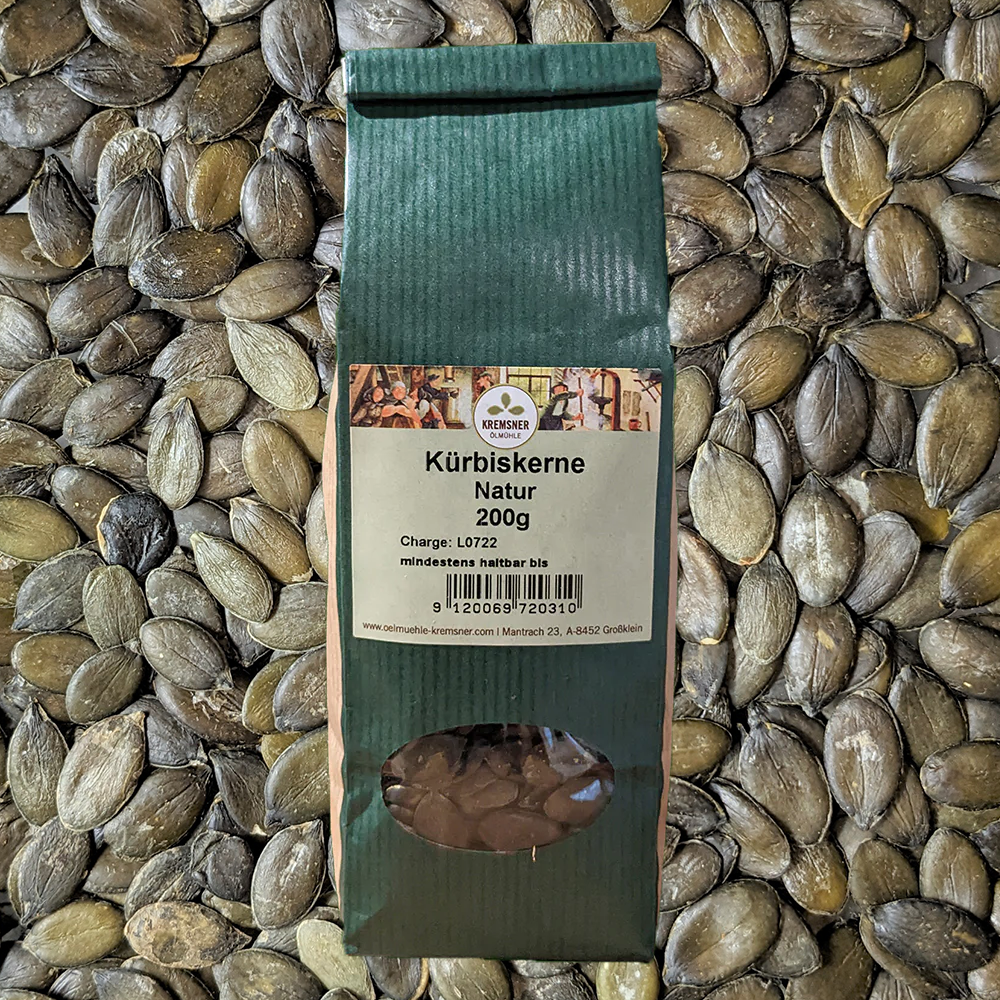 KREMSNER
ÖLMÜHLE
Kürbiskerne
Natur
200g
Charge: L0722
mindestens haltbar bis
9 120069 720310
www.oelmuehle-kremsner.com | Mantrach 23, A-8452 Großklein